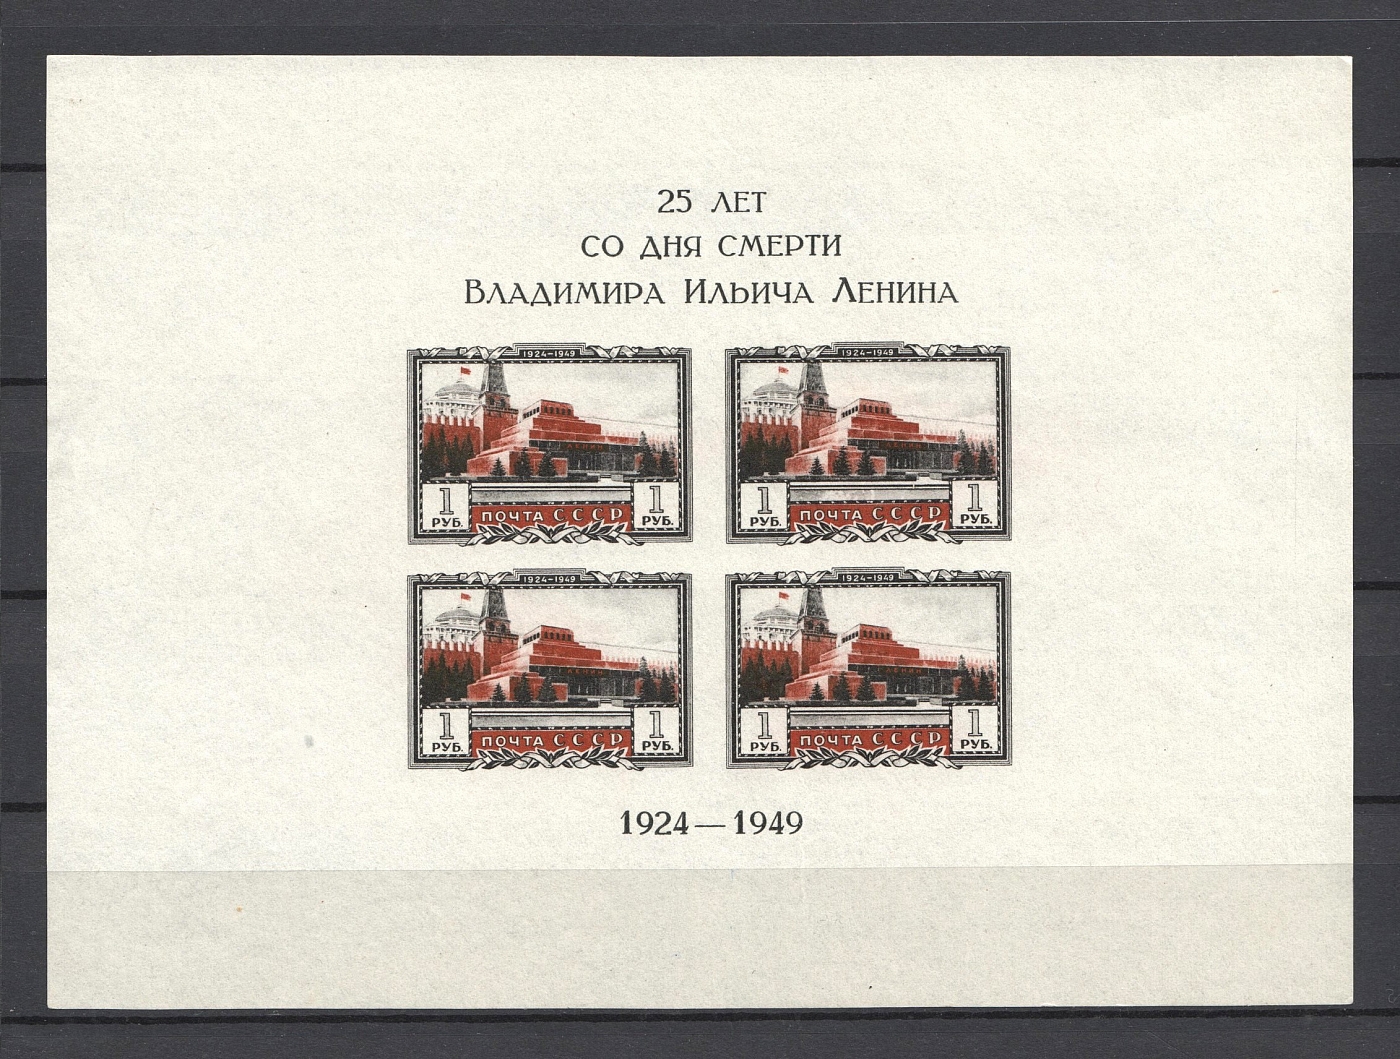 25 ЛЕТ
СО ДНЯ СМЕРТИ
ВЛАДИМИРА ИЛЬИЧА ЛЕНИНА
1924–1949
1 РУБ.
ПОЧТА СССР
1 РУБ.
1924–1949
1 РУБ.
ПОЧТА СССР
1 РУБ.
1924–1949
ЛЕНИН
1 РУБ.
ПОЧТА СССР
1 РУБ.
1924–1949
ЛЕНИН
1 РУБ.
ПОЧТА СССР
1 РУБ.
1924—1949